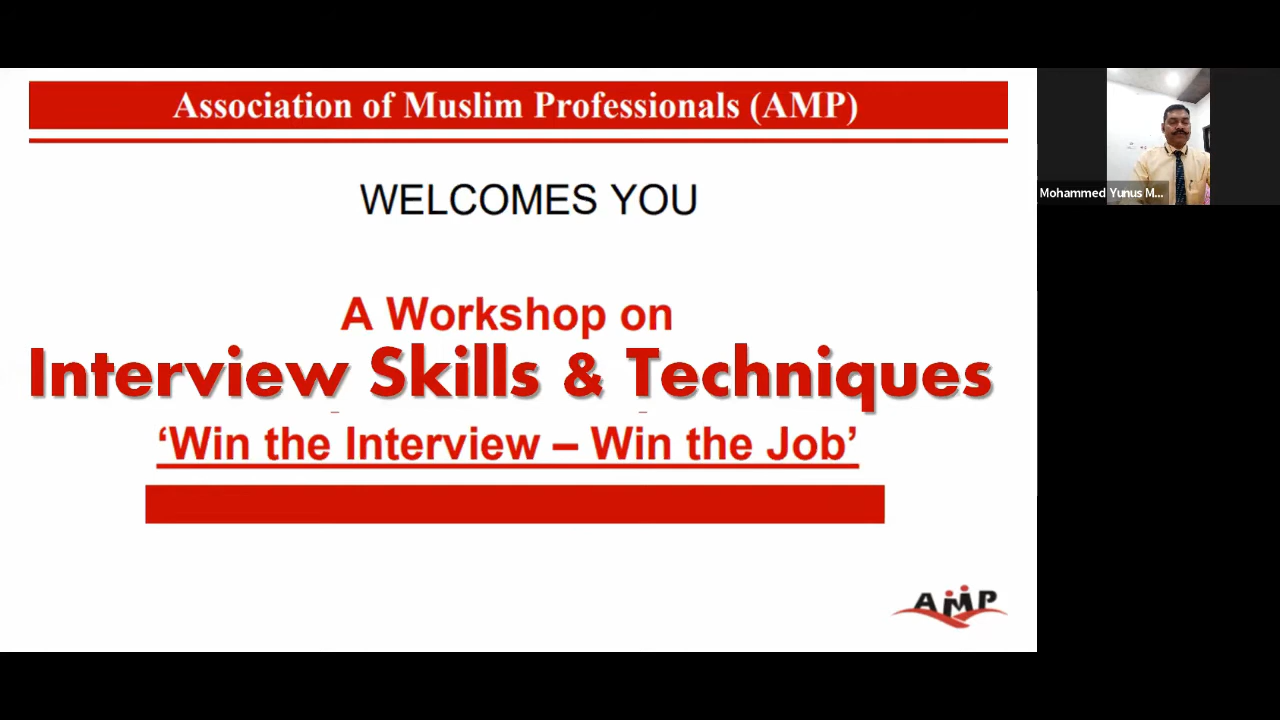 Association of Muslim Professionals (AMP)
WELCOMES YOU
A Workshop on
Interview Skills & Techniques
‘Win the Interview – Win the Job’
AMP
Mohammed Yunus M...